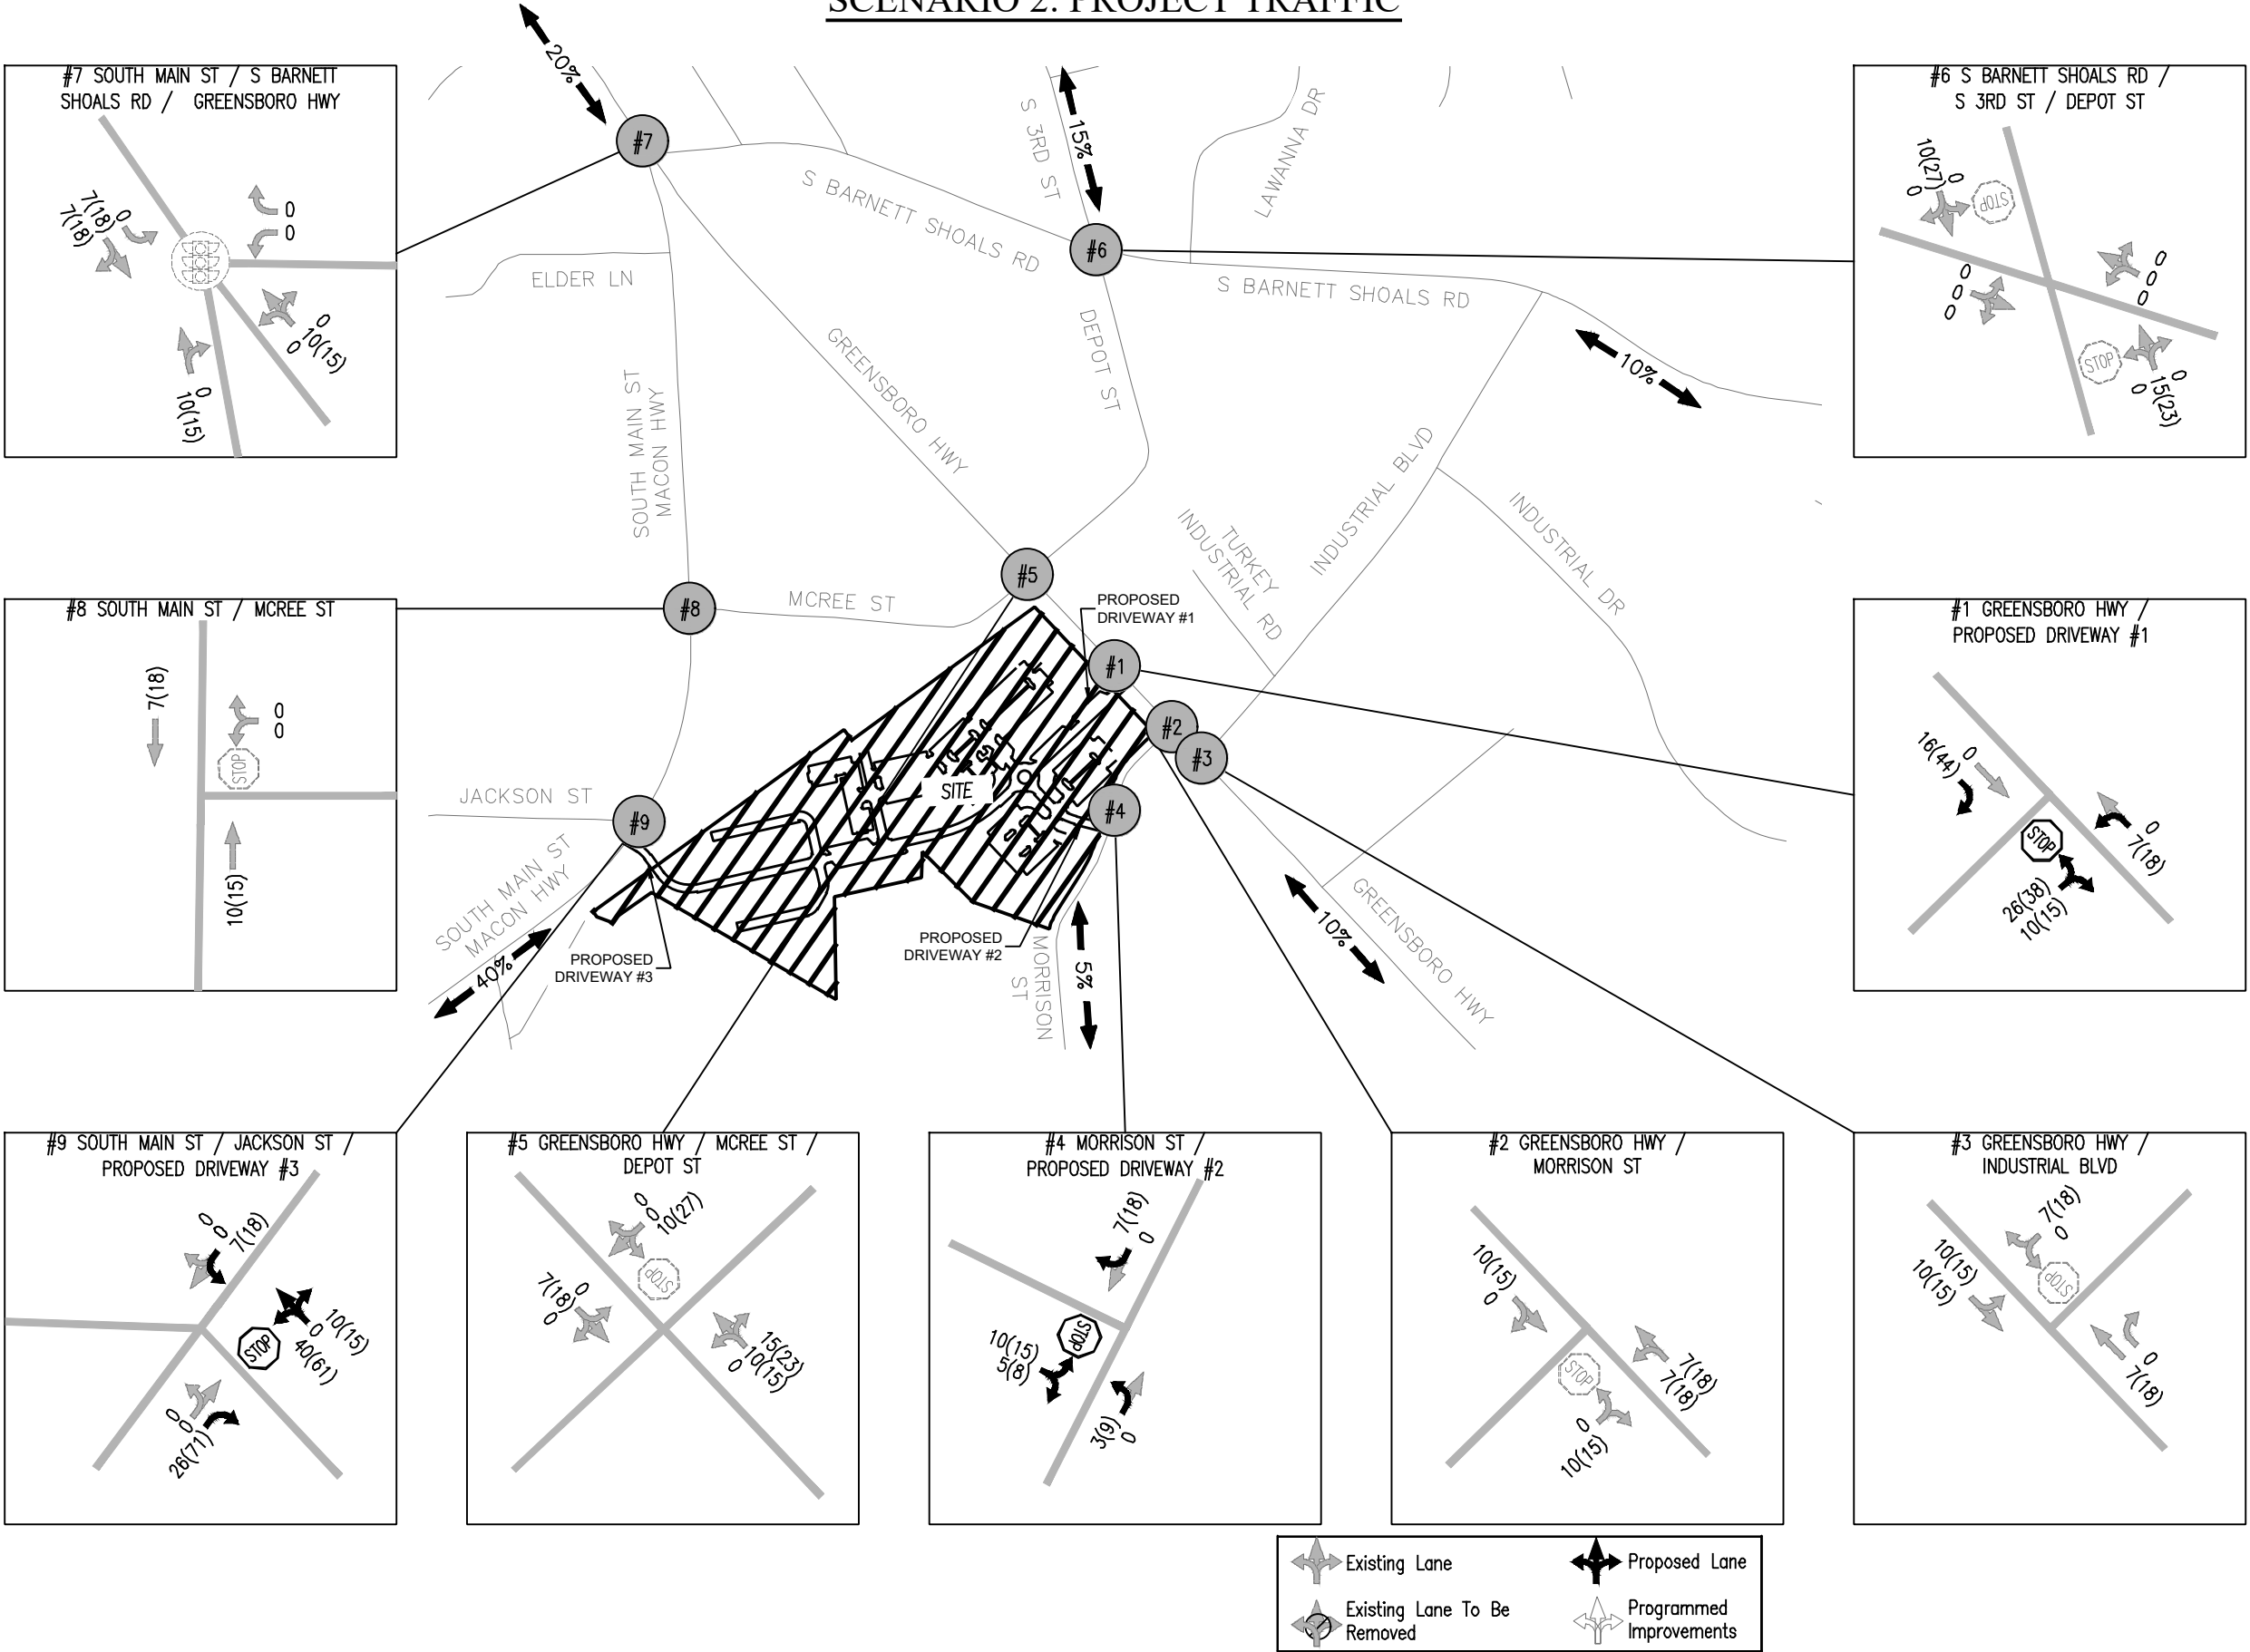 SCENARIO 2: PROJECT TRAFFIC
#7 SOUTH MAIN ST / S BARNETT
SHOALS RD / GREENSBORO HWY
0
7(18)
7(18)
0
0
0
10(15)
0
0
10(15)
20%
#7
S 3RD ST
15%
LAWANNA DR
S BARNETT SHOALS RD
#6
S BARNETT SHOALS RD
ELDER LN
GREENSBORO HWY
DEPOT ST
10%
SOUTH MAIN ST
MACON HWY
INDUSTRIAL BLVD
TURKEY
INDUSTRIAL RD
INDUSTRIAL DR
#6 S BARNETT SHOALS RD /
S 3RD ST / DEPOT ST
0
10(27)
0
STOP
0
0
0
0
0
0
STOP
0
15(23)
0
#8 SOUTH MAIN ST / MCREE ST
7(18)
0
0
STOP
10(15)
#8
MCREE ST
#5
PROPOSED
DRIVEWAY #1
#1
#2
#3
#4
SITE
JACKSON ST
#9
SOUTH MAIN ST
MACON HWY
40%
PROPOSED
DRIVEWAY #3
PROPOSED
DRIVEWAY #2
MORRISON
ST
5%
10%
GREENSBORO HWY
#1 GREENSBORO HWY /
PROPOSED DRIVEWAY #1
0
16(44)
0
7(18)
STOP
26(38)
10(15)
#9 SOUTH MAIN ST / JACKSON ST /
PROPOSED DRIVEWAY #3
0
0
7(18)
10(15)
0
40(61)
STOP
0
0
26(71)
#5 GREENSBORO HWY / MCREE ST /
DEPOT ST
0
0
10(27)
STOP
0
7(18)
0
15(23)
10(15)
0
#4 MORRISON ST /
PROPOSED DRIVEWAY #2
7(18)
0
STOP
10(15)
5(8)
3(9)
0
#2 GREENSBORO HWY /
MORRISON ST
10(15)
0
7(18)
7(18)
STOP
0
10(15)
#3 GREENSBORO HWY /
INDUSTRIAL BLVD
7(18)
0
STOP
10(15)
10(15)
0
7(18)
Existing Lane
Proposed Lane
Existing Lane To Be
Removed
Programmed
Improvements